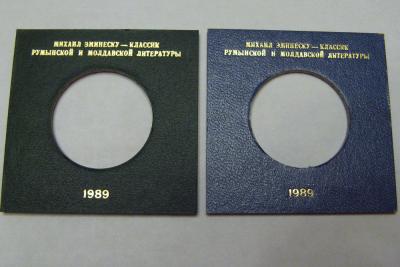 МИХАИЛ ЭМИНЕСКУ — КЛАССИК
РУМЫНСКОЙ И МОЛДАВСКОЙ ЛИТЕРАТУРЫ
1989
МИХАИЛ ЭМИНЕСКУ — КЛАССИК
РУМЫНСКОЙ И МОЛДАВСКОЙ ЛИТЕРАТУРЫ
1989